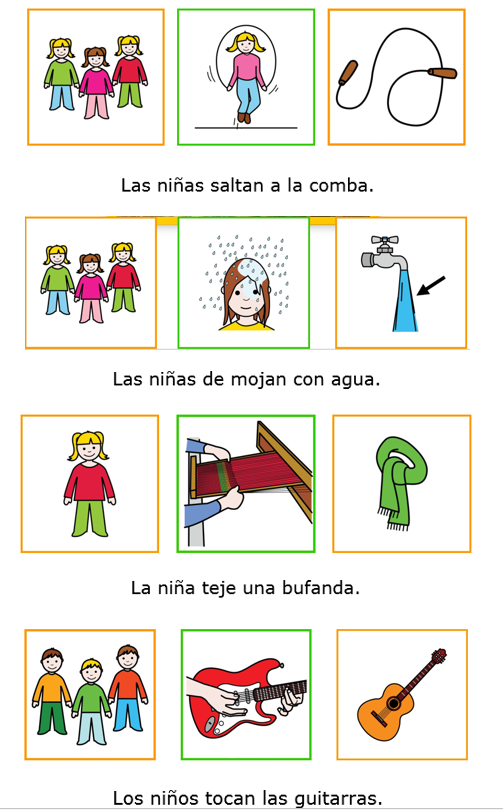 Las niñas saltan a la comba.
Las niñas de mojan con agua.
La niña teje una bufanda.
Los niños tocan las guitarras.